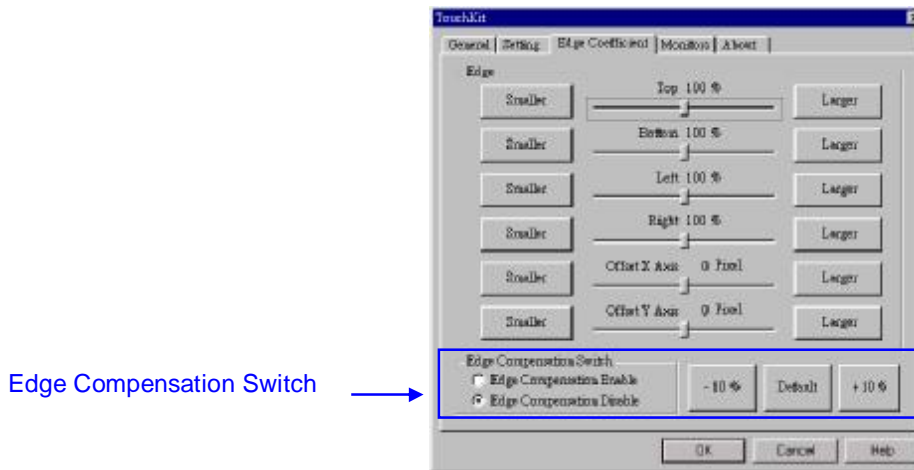 TouchKit
General Setting Edge Coefficient Monitors About
Edge
Smaller Top 100 % Larger
Smaller Bottom 100 % Larger
Smaller Left 100 % Larger
Smaller Right 100 % Larger
Smaller Offset X Axis 0 Pixel Larger
Smaller Offset Y Axis 0 Pixel Larger
Edge Compensation Switch
Edge Compensation Switch
Edge Compensation Enable
Edge Compensation Disable
- 10 % Default + 10 %
OK Cancel Help